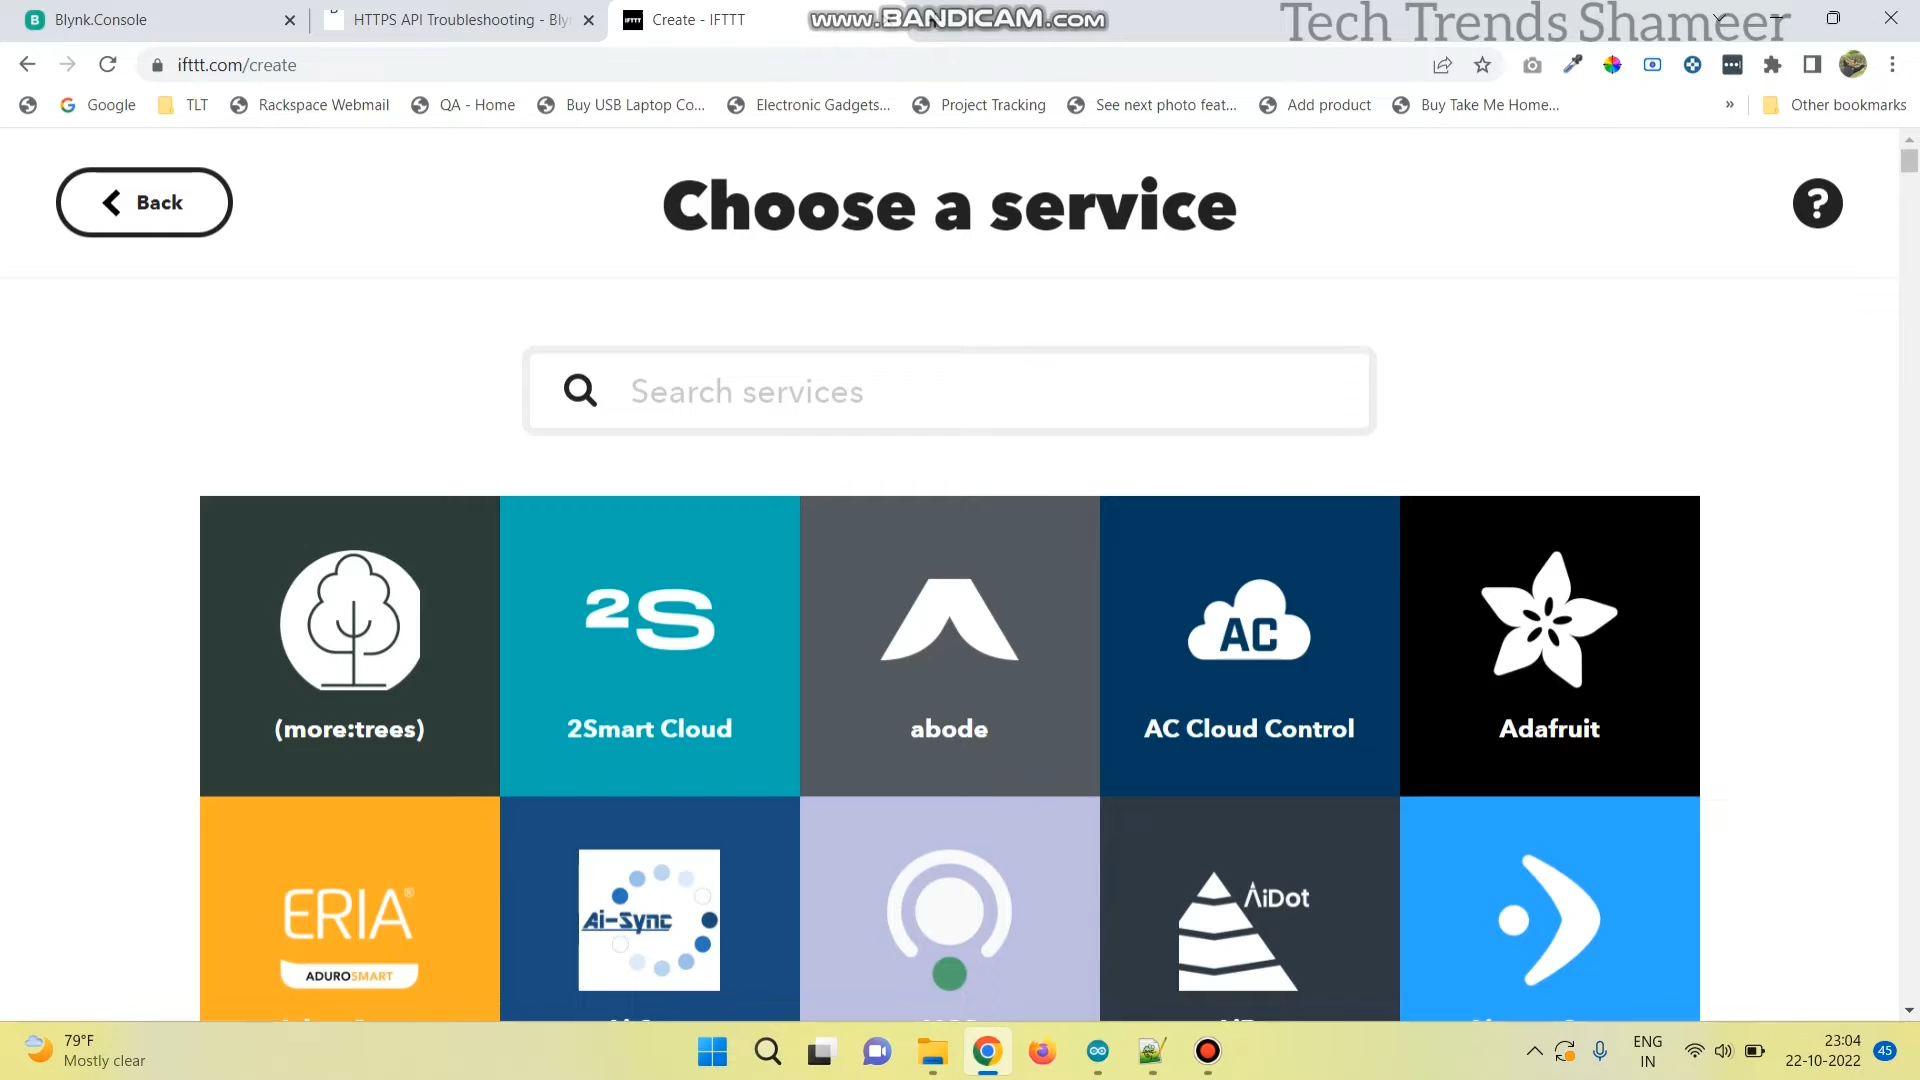 Blynk.Console
HTTPS API Troubleshooting - Bly
IFTTT
Create - IFTTT
www.BANDICAM.com
Tech Trends Shameer
ifttt.com/create
Google
TLT
Rackspace Webmail
QA - Home
Buy USB Laptop Co...
Electronic Gadgets...
Project Tracking
See next photo feat...
Add product
Buy Take Me Home...
»
Other bookmarks
Back
Choose a service
?
Search services
2S
AC
(more:trees)
2Smart Cloud
abode
AC Cloud Control
Adafruit
ERIA®
ADUROSMART
Ai-Sync
AiDot
79°F
Mostly clear
ENG
IN
23:04
22-10-2022
45